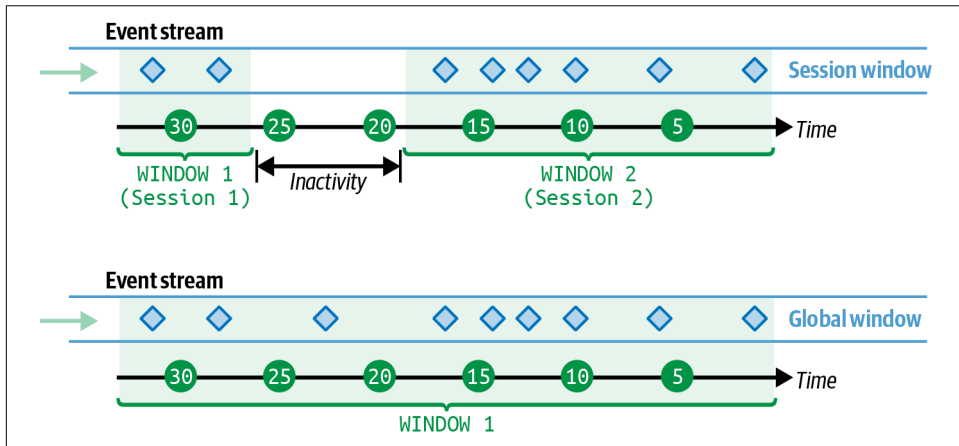 Event stream
Session window
30 25 20 15 10 5 Time
WINDOW 1 Inactivity WINDOW 2
(Session 1) (Session 2)
Event stream
Global window
30 25 20 15 10 5 Time
WINDOW 1